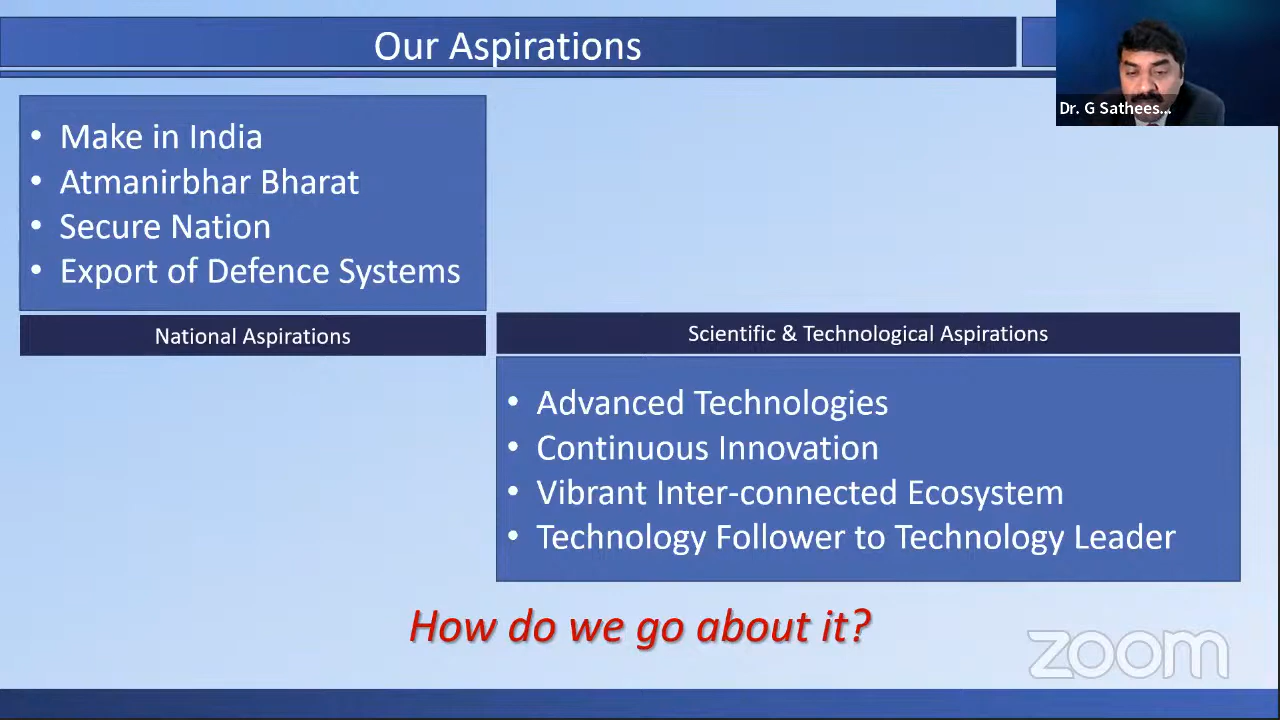 Our Aspirations
Dr. G Sathees...
• Make in India
• Atmanirbhar Bharat
• Secure Nation
• Export of Defence Systems
National Aspirations
Scientific & Technological Aspirations
• Advanced Technologies
• Continuous Innovation
• Vibrant Inter-connected Ecosystem
• Technology Follower to Technology Leader
How do we go about it?
zoom